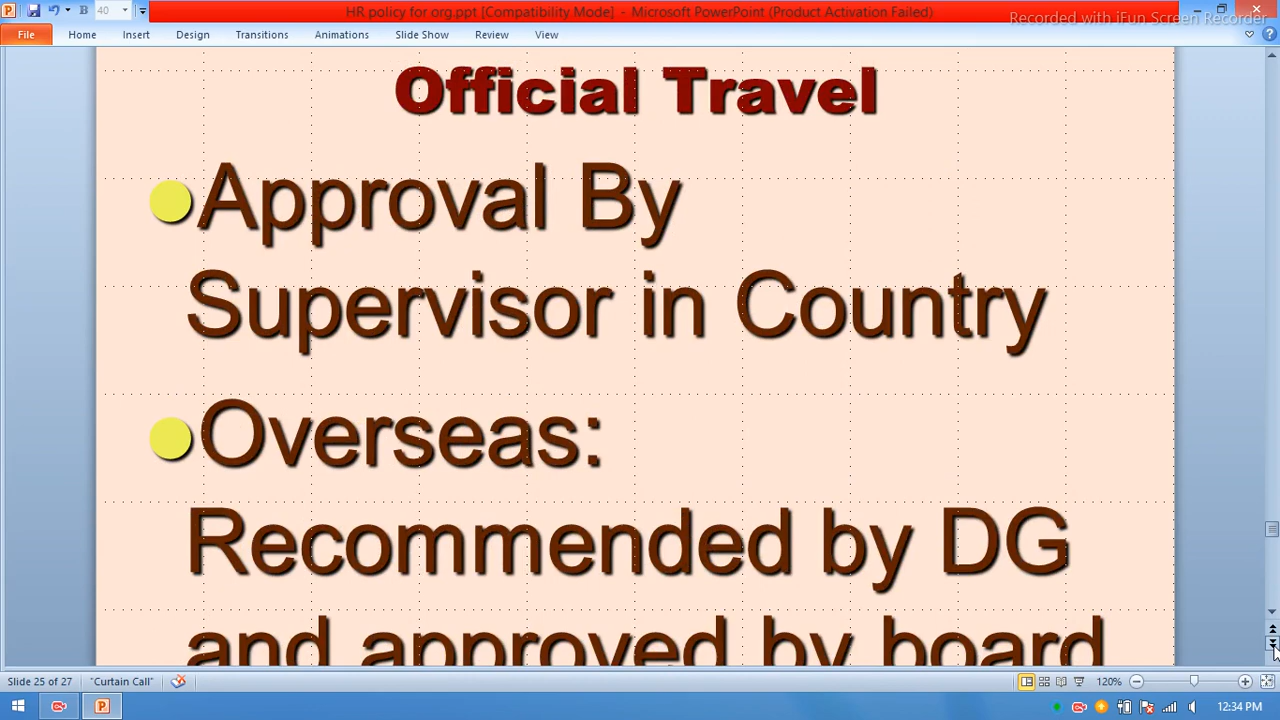 40
HR policy for org.ppt [Compatibility Mode] - Microsoft PowerPoint (Product Activation Failed)
Recorded with iFun Screen Recorder
File Home Insert Design Transitions Animations Slide Show Review View
Official Travel
Approval By
Supervisor in Country
Overseas:
Recommended by DG
and approved by board
Slide 25 of 27 "Curtain Call" 120%
12:34 PM